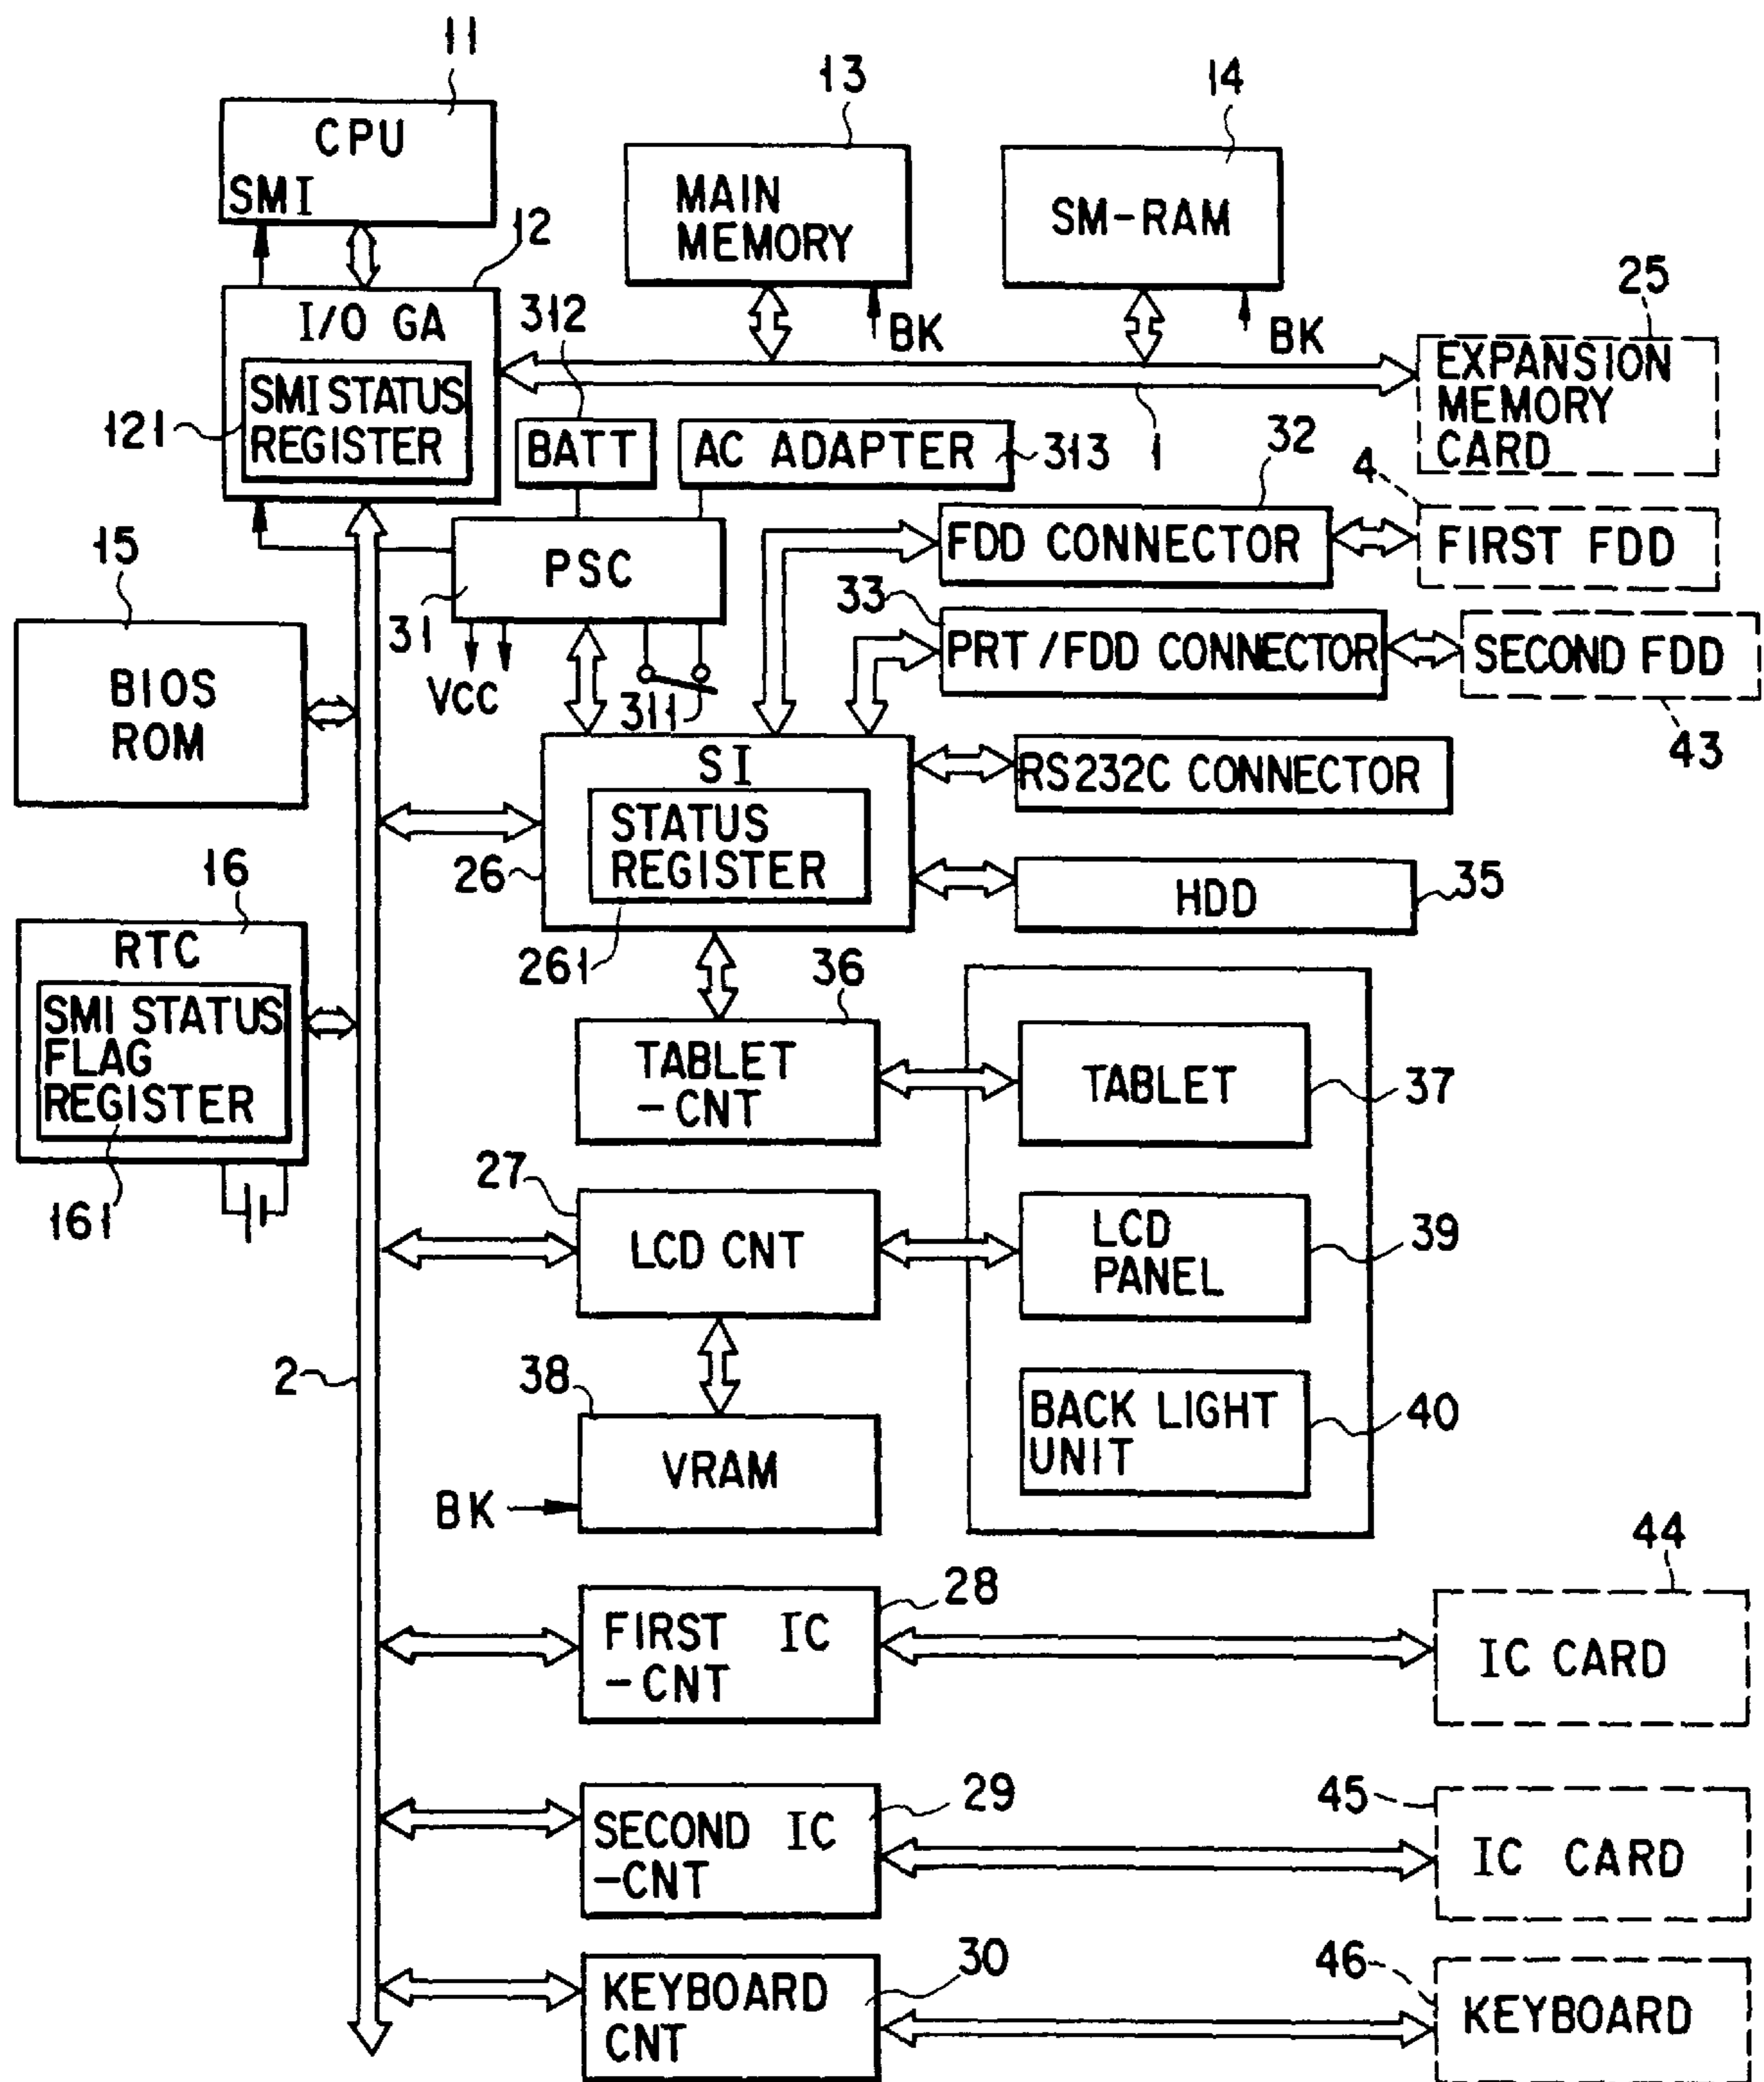 11
13
14
CPU
SMI
12
MAIN
MEMORY
SM-RAM
25
I/O GA
312
BK
BK
EXPANSION
MEMORY
CARD
SMI STATUS
REGISTER
121
BATT
AC ADAPTER
313
1
32
4
15
PSC
FDD CONNECTOR
FIRST FDD
31
33
VCC
311
PRT/FDD CONNECTOR
SECOND FDD
43
BIOS
ROM
SI
RS232C CONNECTOR
STATUS
REGISTER
26
261
HDD
35
16
RTC
SMI STATUS
FLAG
REGISTER
161
36
TABLET
-CNT
TABLET
37
27
LCD CNT
LCD
PANEL
39
2
38
VRAM
BK
BACK LIGHT
UNIT
40
44
28
FIRST IC
-CNT
IC CARD
29
45
SECOND IC
-CNT
IC CARD
30
46
KEYBOARD
CNT
KEYBOARD